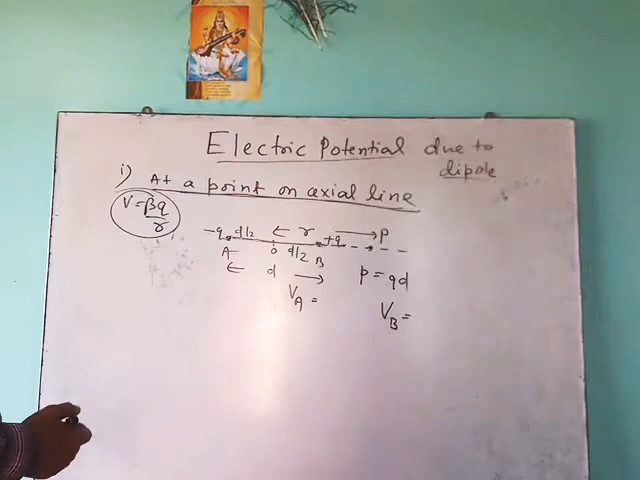 Electric Potential due to
dipole
i) At a point on axial line
V = βq/r
-q d/2 ← r +q → P
A o d/2 B
← d → p = qd
V_A = V_B =